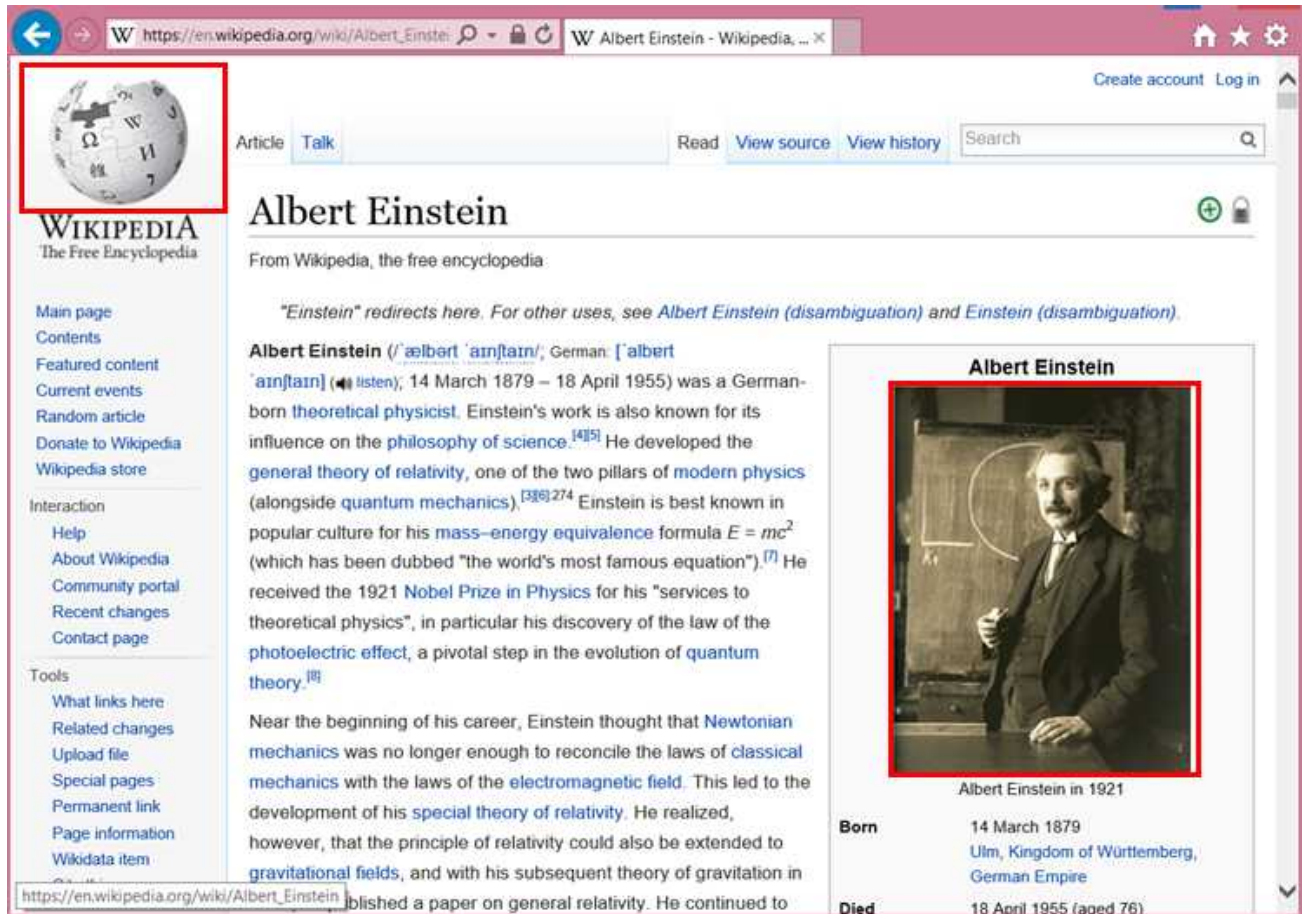 https://en.wikipedia.org/wiki/Albert_Einstei
W Albert Einstein - Wikipedia, ...
Create account Log in
Article Talk Read View source View history Search
WIKIPEDIA
The Free Encyclopedia
Main page
Contents
Featured content
Current events
Random article
Donate to Wikipedia
Wikipedia store
Interaction
Help
About Wikipedia
Community portal
Recent changes
Contact page
Tools
What links here
Related changes
Upload file
Special pages
Permanent link
Page information
Wikidata item
https://en.wikipedia.org/wiki/Albert_Einstein
Albert Einstein
From Wikipedia, the free encyclopedia
"Einstein" redirects here. For other uses, see Albert Einstein (disambiguation) and Einstein (disambiguation).
Albert Einstein (/ˈælbərt ˈaɪnʃtaɪn/; German: [ˈalbɐt
ˈaɪnʃtaɪn] (listen); 14 March 1879 – 18 April 1955) was a German-
born theoretical physicist. Einstein's work is also known for its
influence on the philosophy of science.[4][5] He developed the
general theory of relativity, one of the two pillars of modern physics
(alongside quantum mechanics).[3][6]:274 Einstein is best known in
popular culture for his mass–energy equivalence formula E = mc²
(which has been dubbed "the world's most famous equation").[7] He
received the 1921 Nobel Prize in Physics for his "services to
theoretical physics", in particular his discovery of the law of the
photoelectric effect, a pivotal step in the evolution of quantum
theory.[8]
Near the beginning of his career, Einstein thought that Newtonian
mechanics was no longer enough to reconcile the laws of classical
mechanics with the laws of the electromagnetic field. This led to the
development of his special theory of relativity. He realized,
however, that the principle of relativity could also be extended to
gravitational fields, and with his subsequent theory of gravitation in
published a paper on general relativity. He continued to
Albert Einstein
Albert Einstein in 1921
Born 14 March 1879
Ulm, Kingdom of Württemberg,
German Empire
Died 18 April 1955 (aged 76)